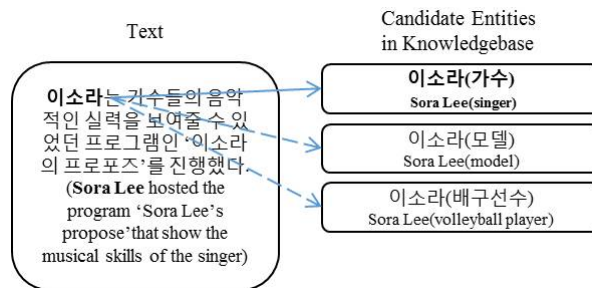 Text
Candidate Entities
in Knowledgebase
이소라는 가수들의 음악
적인 실력을 보여줄 수 있
었던 프로그램인 ‘이소라
의 프로포즈’를 진행했다.
(Sora Lee hosted the
program ‘Sora Lee’s
propose’that show the
musical skills of the singer)
이소라(가수)
Sora Lee(singer)
이소라(모델)
Sora Lee(model)
이소라(배구선수)
Sora Lee(volleyball player)